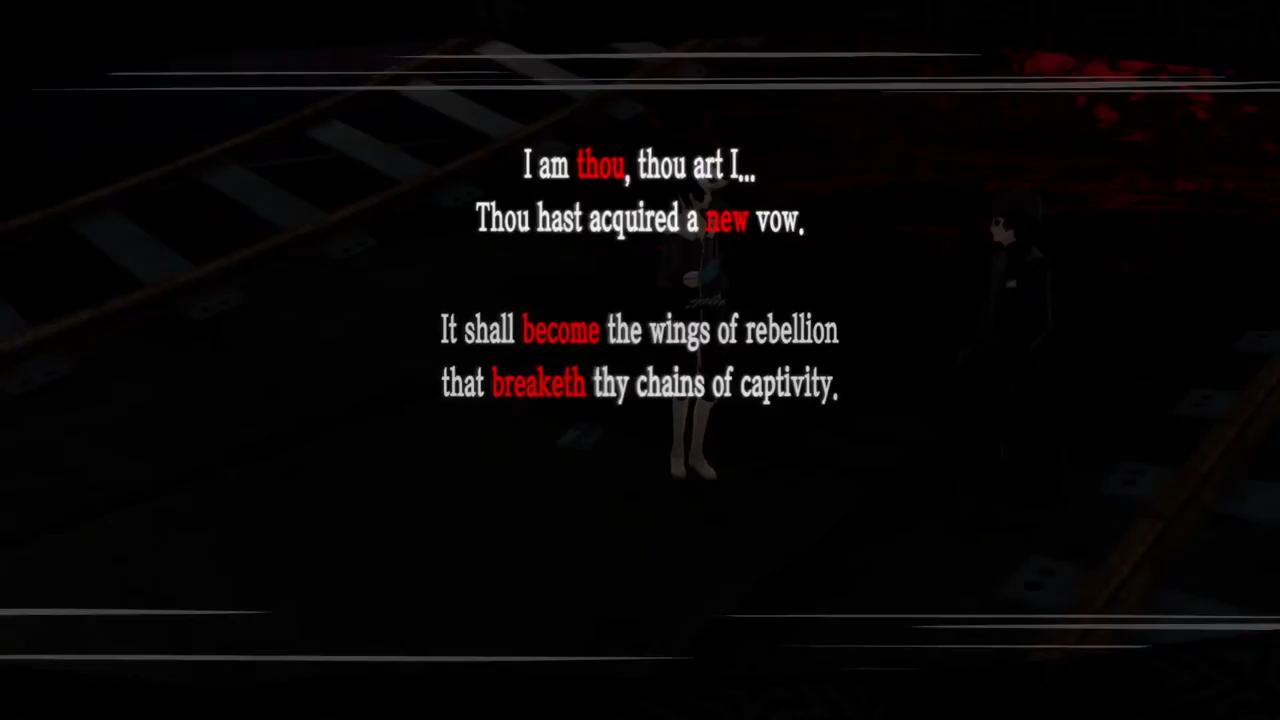 I am thou, thou art I...
Thou hast acquired a new vow.
It shall become the wings of rebellion
that breaketh thy chains of captivity.